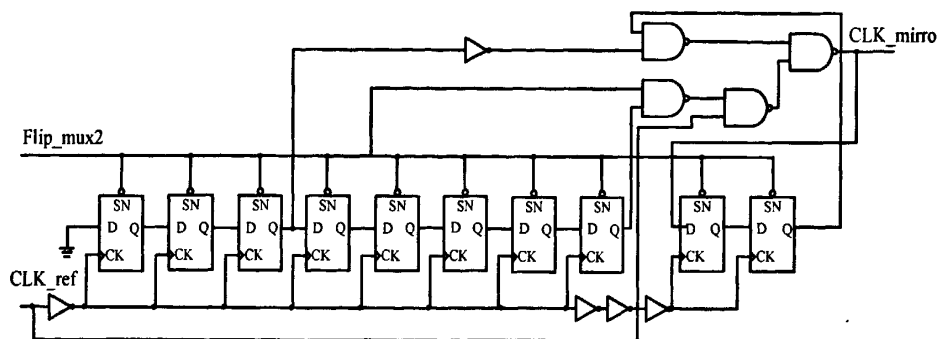 CLK_mirro
Flip_mux2
SN SN SN SN SN SN SN SN SN SN
D Q D Q D Q D Q D Q D Q D Q D Q D Q D Q
CK CK CK CK CK CK CK CK CK CK
CLK_ref